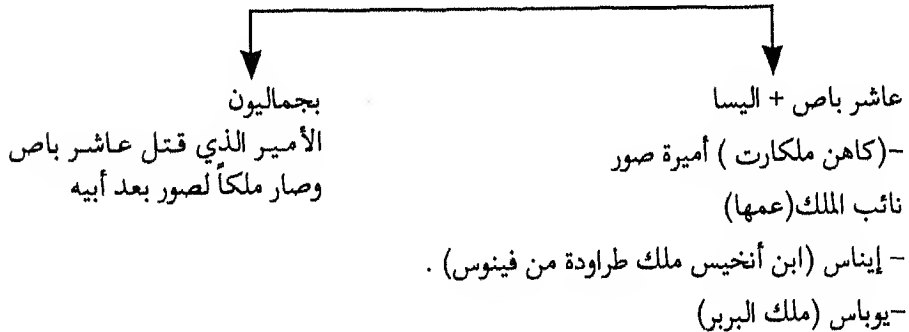 عاشر باص + اليسا
-(كاهن ملكارت ) أميرة صور
نائب الملك(عمها)
- إيناس (ابن أنخيس ملك طراودة من فينوس) .
-يوباس (ملك البربر)
بجماليون
الأمير الذي قتل عاشر باص
وصار ملكاً لصور بعد أبيه